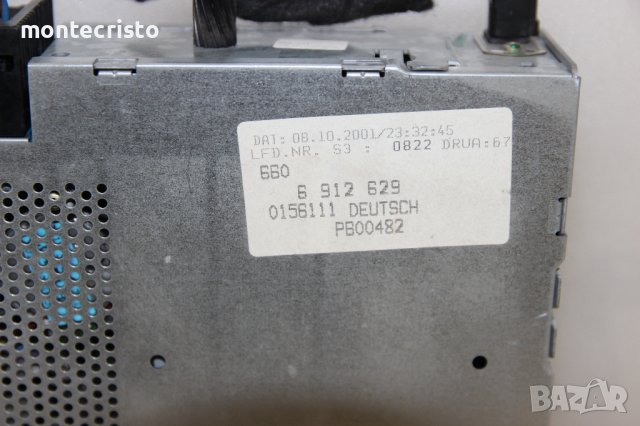 montecristo
DAT: 08.10.2001/23:32:45
LFD.NR. S3 : 0822 DRUA:67
660
6 912 629
0156111 DEUTSCH
PB00482
BAZAR